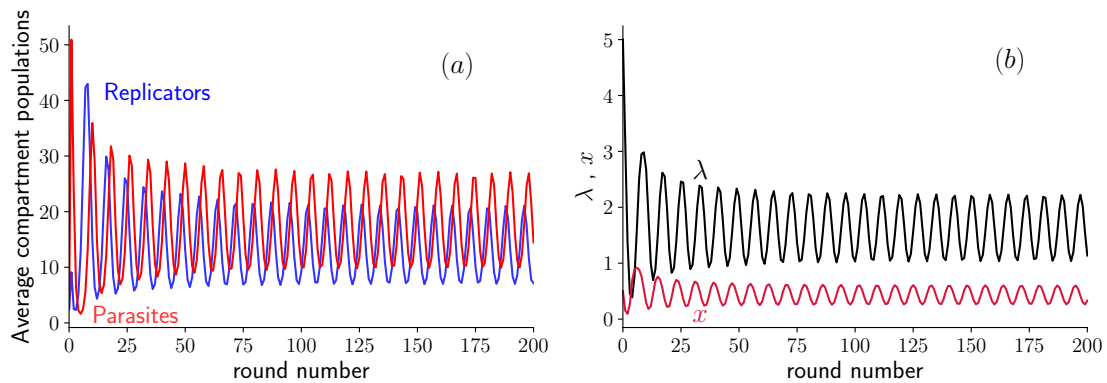 Average compartment populations
50
40
30
20
10
0
(a)
Replicators
Parasites
0 25 50 75 100 125 150 175 200
round number
λ , x
5
4
3
2
1
0
(b)
λ
x
0 25 50 75 100 125 150 175 200
round number